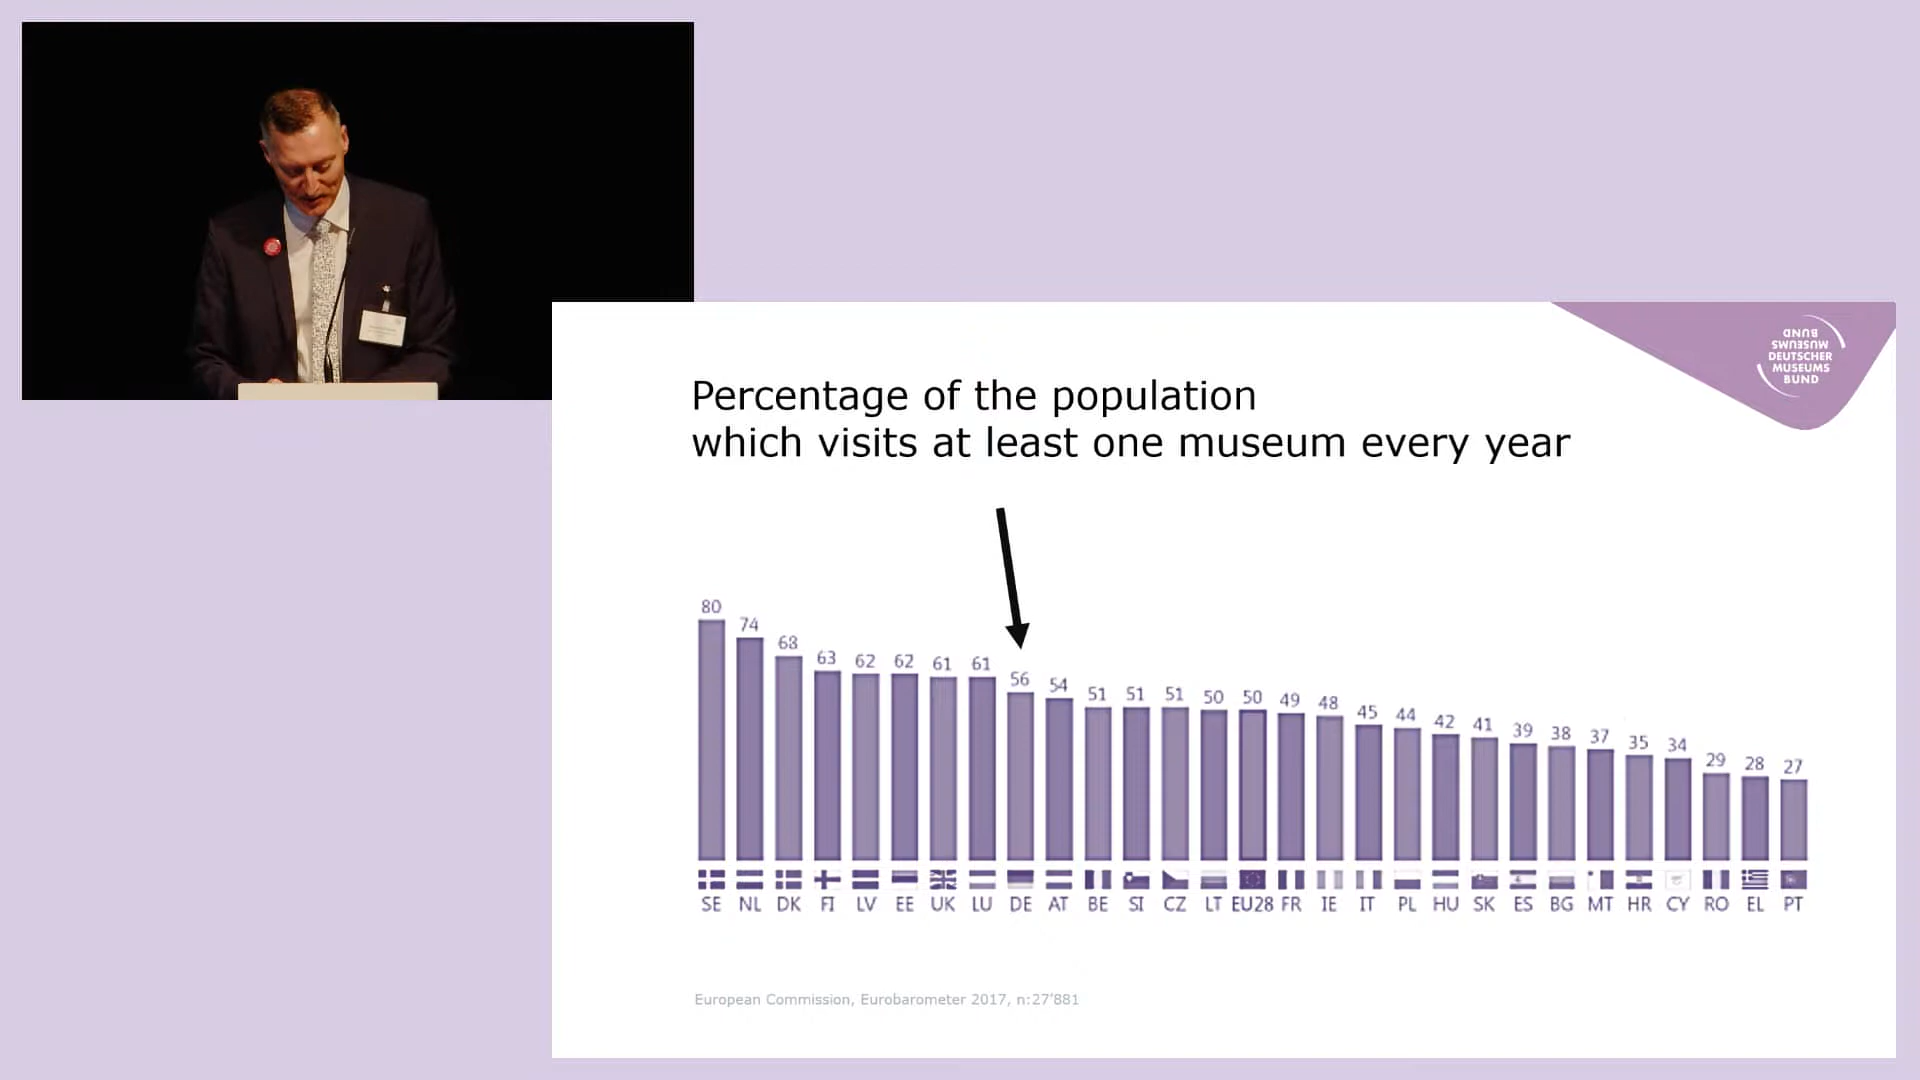 BUND
MUSEUMS
DEUTSCHER
MUSEUMS
BUND
Percentage of the population
which visits at least one museum every year
80 74 68 63 62 62 61 61 56 54 51 51 51 50 50 49 48 45 44 42 41 39 38 37 35 34 29 28 27
SE NL DK FI LV EE UK LU DE AT BE SI CZ LT EU28 FR IE IT PL HU SK ES BG MT HR CY RO EL PT
European Commission, Eurobarometer 2017, n:27'881